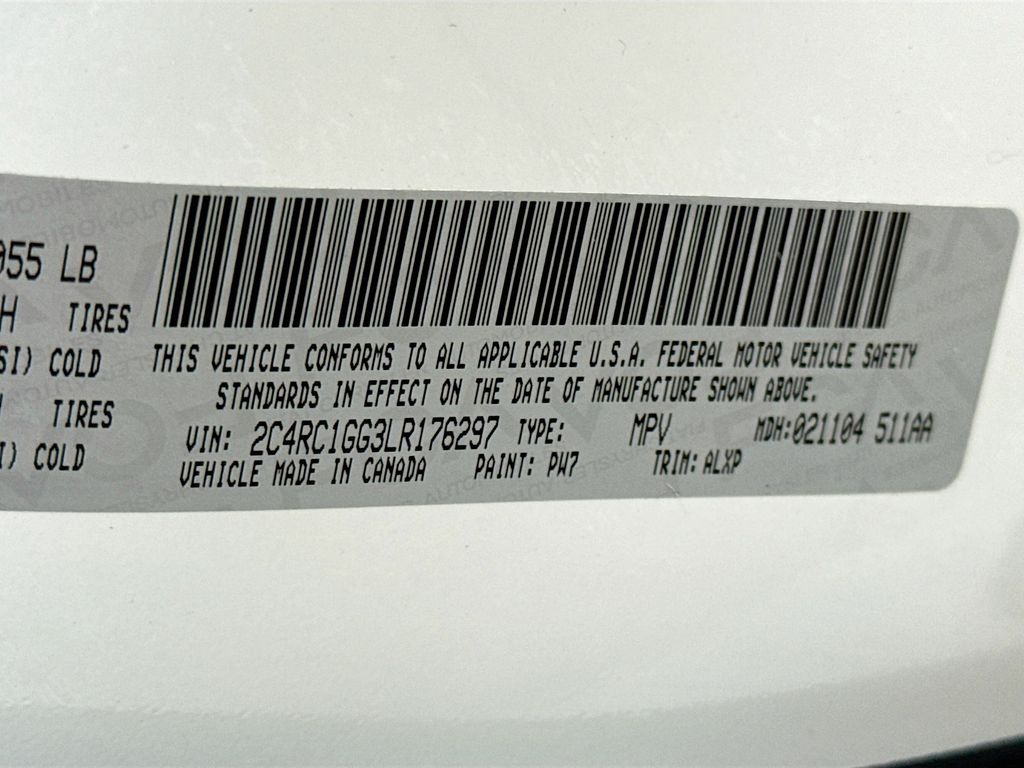 055 LB
H TIRES
SI) COLD
TIRES
I) COLD
THIS VEHICLE CONFORMS TO ALL APPLICABLE U.S.A. FEDERAL MOTOR VEHICLE SAFETY
STANDARDS IN EFFECT ON THE DATE OF MANUFACTURE SHOWN ABOVE.
VIN: 2C4RC1GG3LR176297 TYPE: MPV MDH:021104 511AA
VEHICLE MADE IN CANADA PAINT: PW7 TRIM: ALXP